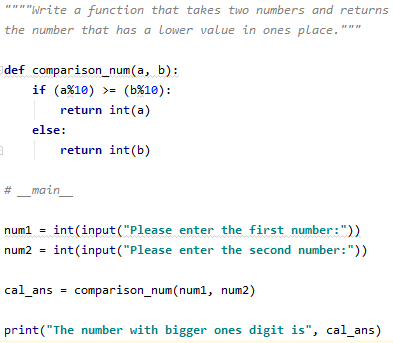 """"Write a function that takes two numbers and returns
the number that has a lower value in ones place."""
def comparison_num(a, b):
    if (a%10) >= (b%10):
        return int(a)
    else:
        return int(b)
# __main__
num1 = int(input("Please enter the first number:"))
num2 = int(input("Please enter the second number:"))
cal_ans = comparison_num(num1, num2)
print("The number with bigger ones digit is", cal_ans)